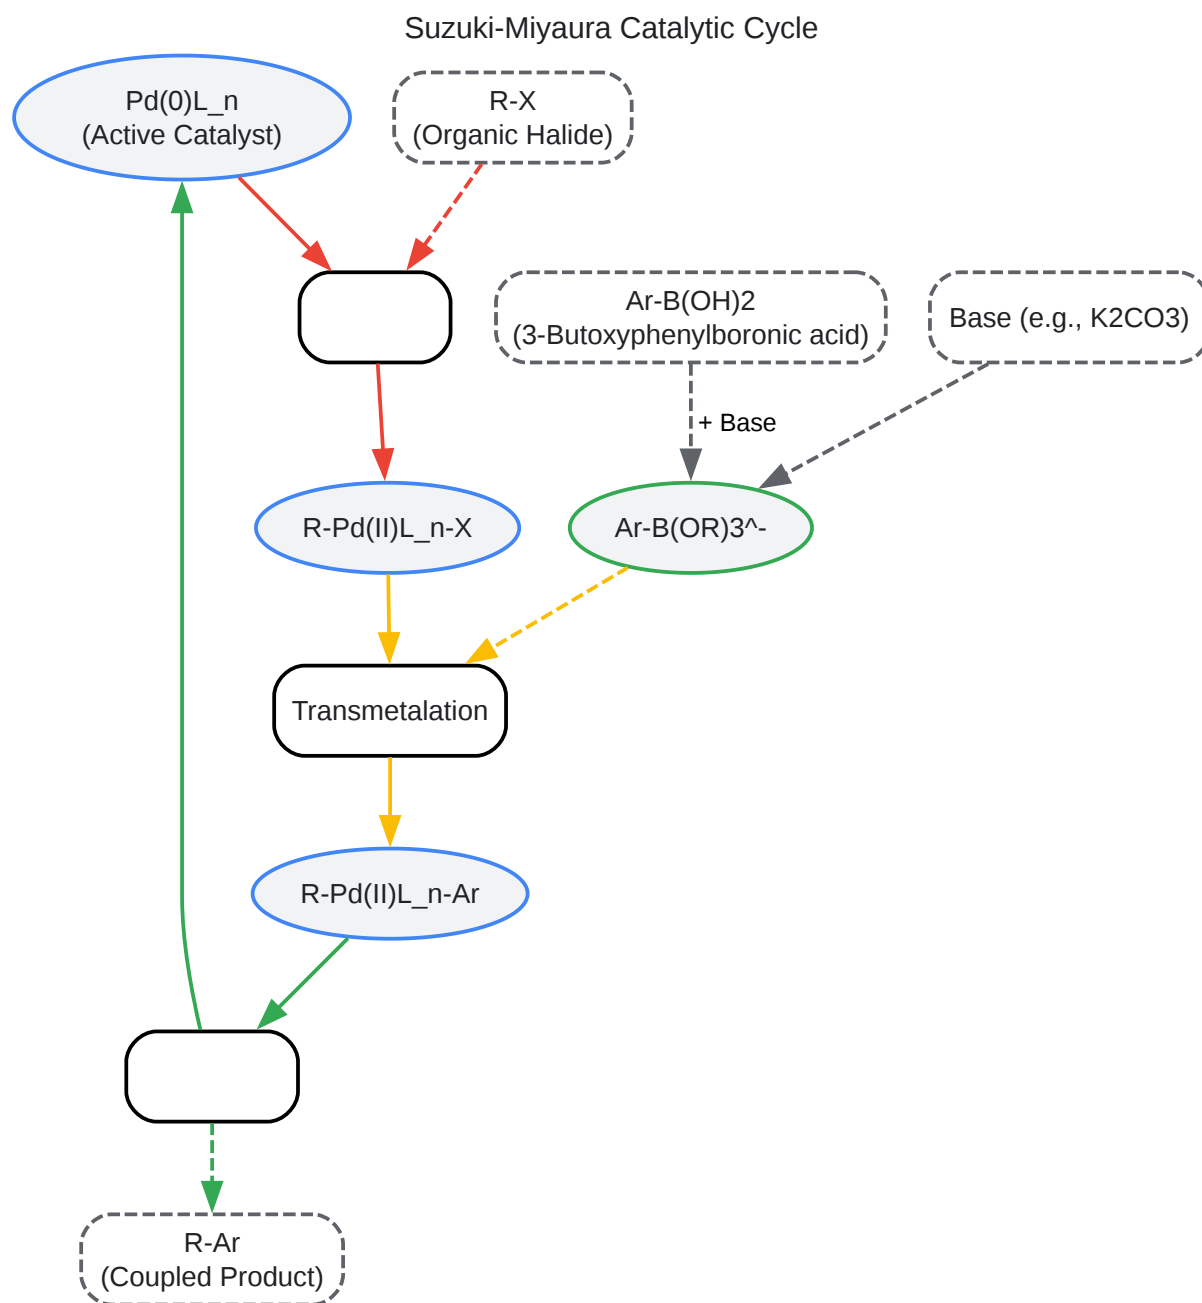 Suzuki-Miyaura Catalytic Cycle
Pd(0)L_n
(Active Catalyst)
R-X
(Organic Halide)
Ar-B(OH)2
(3-Butoxyphenylboronic acid)
Base (e.g., K2CO3)
+ Base
R-Pd(II)L_n-X
Ar-B(OR)3^-
Transmetalation
R-Pd(II)L_n-Ar
R-Ar
(Coupled Product)